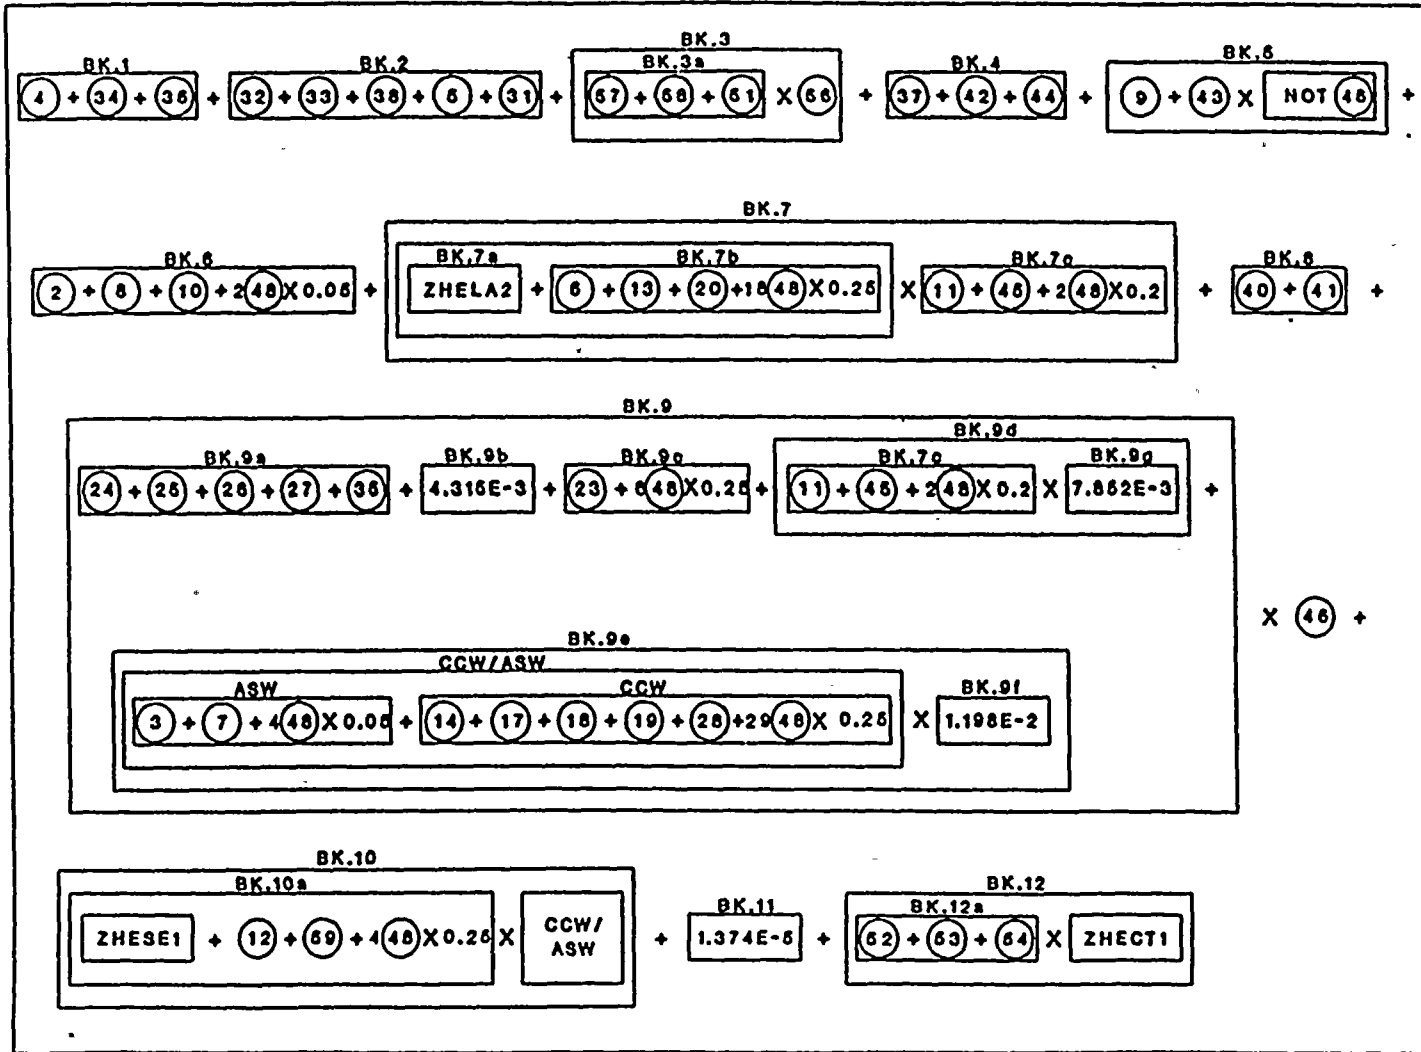 BK.3
BK.1 BK.2 BK.3a BK.4 BK.5
4 + 34 + 35 + 32 + 33 + 38 + 5 + 31 + 57 + 58 + 51 X 56 + 37 + 42 + 44 + 9 + 43 X NOT 45 +
BK.7
BK.6 BK.7a BK.7b BK.7c BK.8
2 + 8 + 10 + 2 48 X 0.05 + ZHELA2 + 6 + 13 + 20 +18 48 X 0.25 X 11 + 45 + 2 48 X 0.2 + 40 + 41 +
BK.9
BK.9d
BK.9a BK.9b BK.9c BK.7c BK.9g
24 + 25 + 26 + 27 + 36 + 4.315E-3 + 23 + 6 48 X 0.25 + 11 + 45 + 2 48 X 0.2 X 7.852E-3 +
X 46 +
BK.9e
CCW/ASW
ASW CCW BK.9f
3 + 7 + 4 48 X 0.05 + 14 + 17 + 18 + 19 + 28 +29 48 X 0.25 X 1.198E-2
BK.10
BK.10a BK.11 BK.12
BK.12a
ZHESE1 + 12 + 59 + 4 48 X 0.25 X CCW/ + 1.374E-5 + 52 + 53 + 54 X ZHECT1
ASW